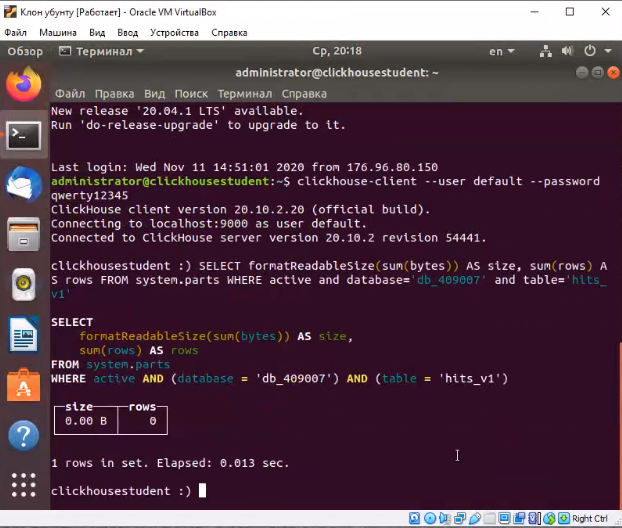 Клон убунту [Работает] - Oracle VM VirtualBox
Файл Машина Вид Ввод Устройства Справка
Обзор Терминал Ср, 20:18 en
administrator@clickhousestudent: ~
Файл Правка Вид Поиск Терминал Справка
New release '20.04.1 LTS' available.
Run 'do-release-upgrade' to upgrade to it.
Last login: Wed Nov 11 14:51:01 2020 from 176.96.80.150
administrator@clickhousestudent:~$ clickhouse-client --user default --password
qwerty12345
ClickHouse client version 20.10.2.20 (official build).
Connecting to localhost:9000 as user default.
Connected to ClickHouse server version 20.10.2 revision 54441.
clickhousestudent :) SELECT formatReadableSize(sum(bytes)) AS size, sum(rows) A
S rows FROM system.parts WHERE active and database='db_409007' and table='hits_
v1'
SELECT
formatReadableSize(sum(bytes)) AS size,
sum(rows) AS rows
FROM system.parts
WHERE active AND (database = 'db_409007') AND (table = 'hits_v1')
size rows
0.00 B 0
1 rows in set. Elapsed: 0.013 sec.
clickhousestudent :)
Right Ctrl